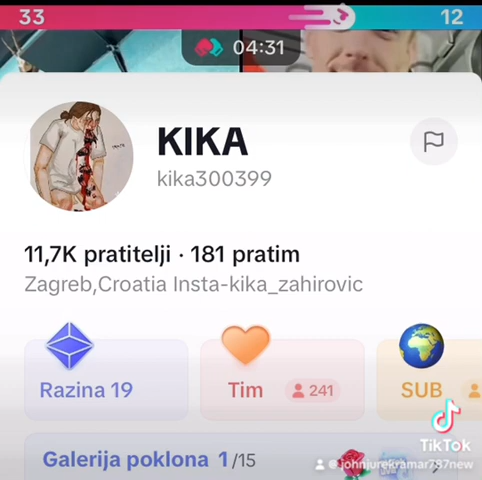 33 12
04:31
KIKA
kika300399
11,7K pratitelji · 181 pratim
Zagreb,Croatia Insta-kika_zahirovic
Razina 19
Tim 241
SUB
Galerija poklona 1/15
TikTok
@johnjurekramar787new